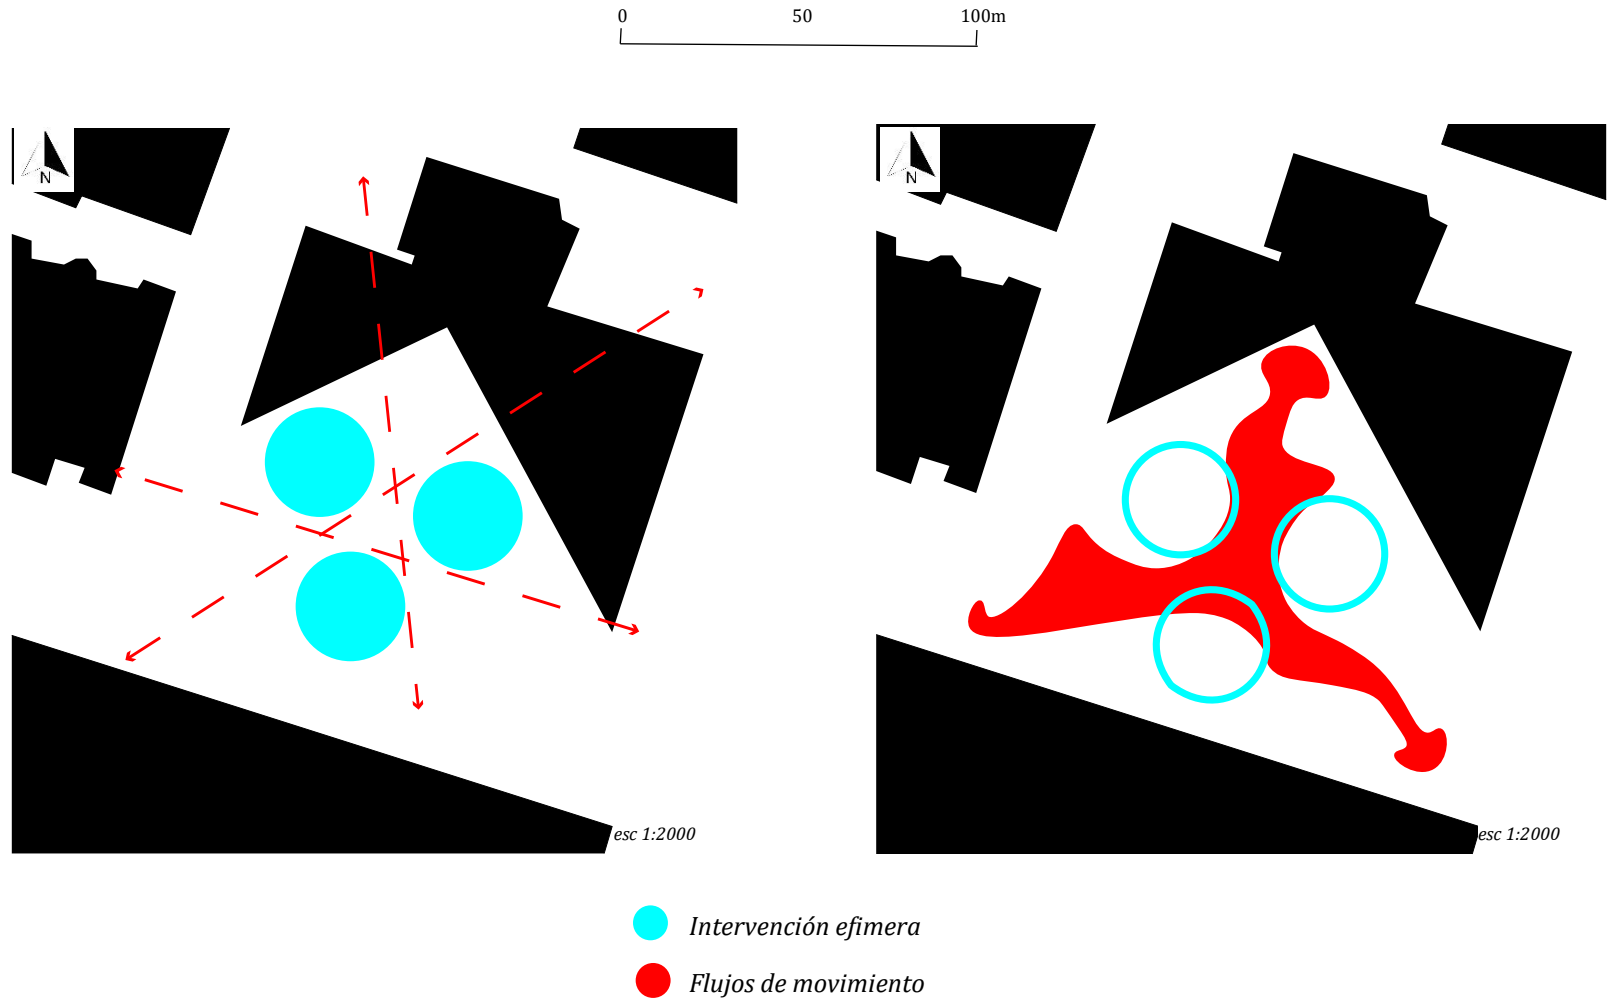 0 50 100m
N N
esc 1:2000 esc 1:2000
Intervención efimera
Flujos de movimiento